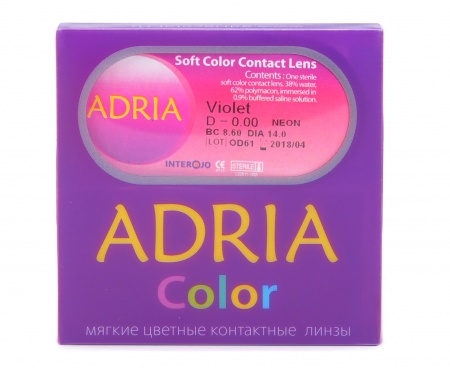 Soft Color Contact Lens
Contents : One sterile
soft color contact lens. 38% water,
62% polymacon, immersed in
0.9% buffered saline solution.
ADRIA
Violet
D - 0.00 NEON
BC 8.60 DIA 14.0
LOT OD61 2018/04
INTEROJO CE STERILE
ADRIA
Color
мягкие цветные контактные линзы